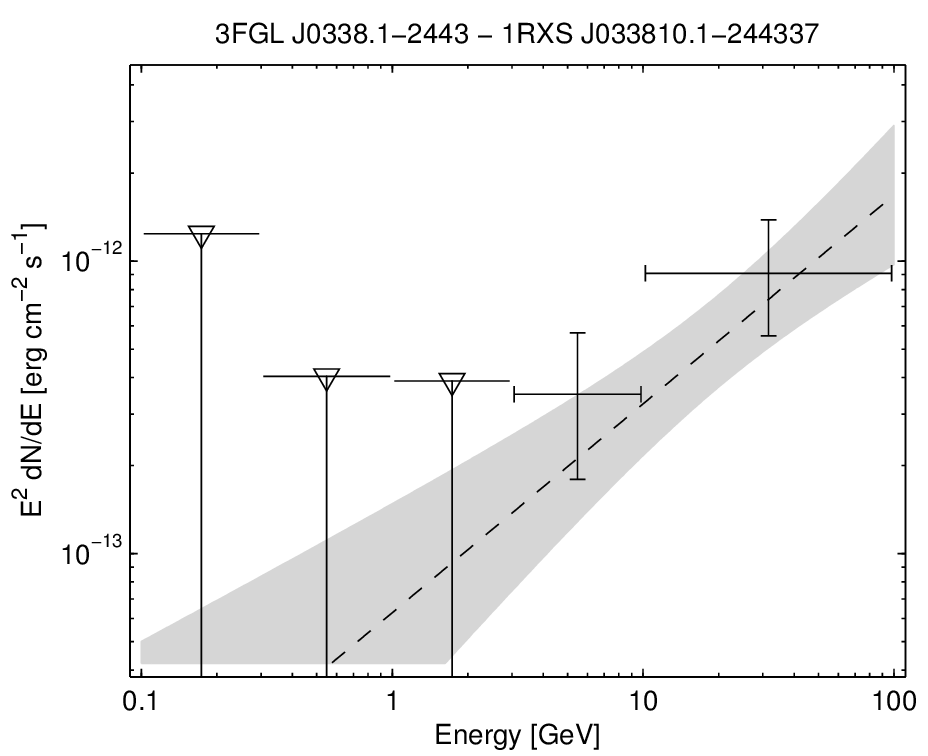 3FGL J0338.1−2443 − 1RXS J033810.1−244337
E² dN/dE [erg cm⁻² s⁻¹]
10⁻¹²
10⁻¹³
0.1 1 10 100
Energy [GeV]